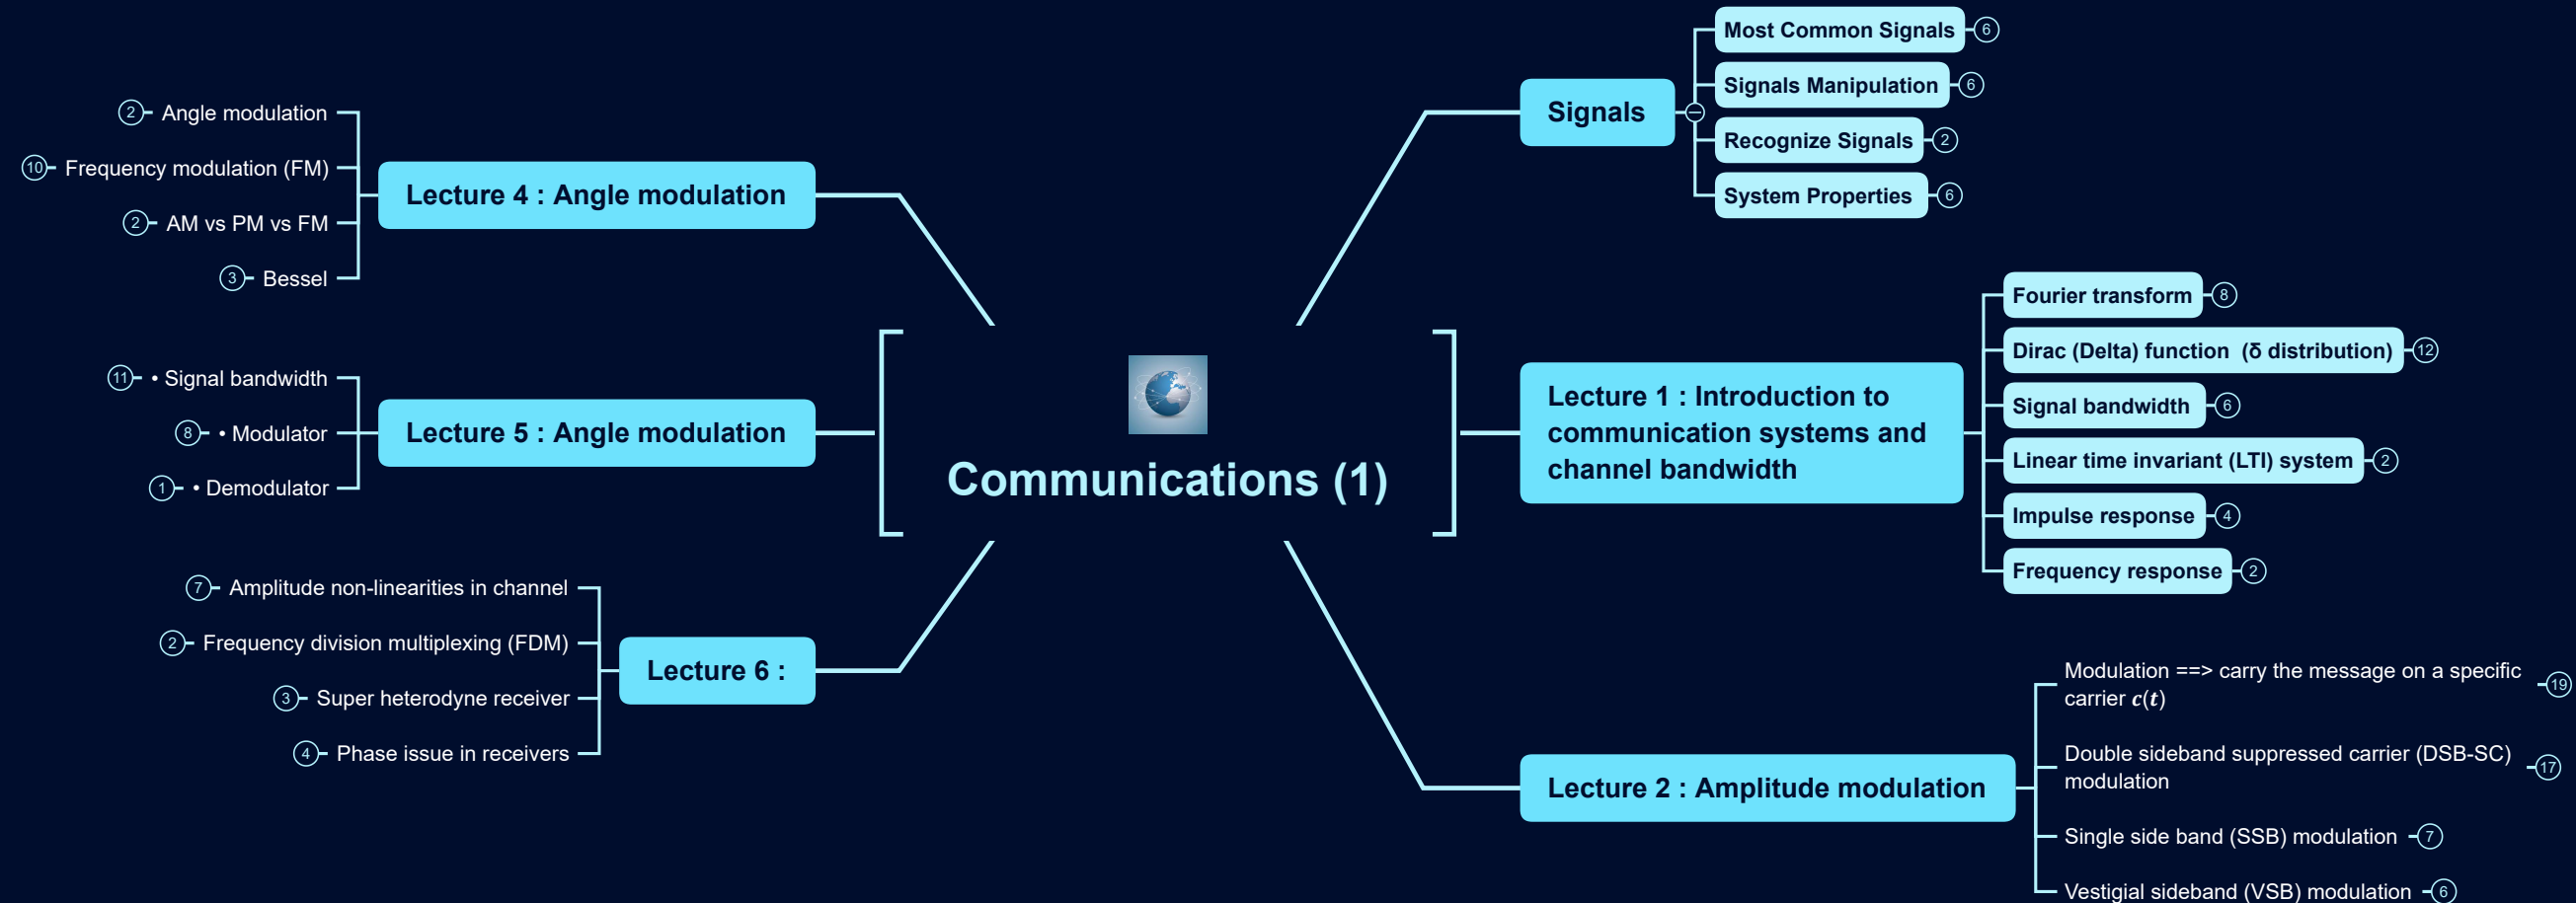 Communications (1)
Signals
Most Common Signals 6
Signals Manipulation 6
Recognize Signals 2
System Properties 6
Lecture 1 : Introduction to
communication systems and
channel bandwidth
Fourier transform 8
Dirac (Delta) function (δ distribution) 12
Signal bandwidth 6
Linear time invariant (LTI) system 2
Impulse response 4
Frequency response 2
Lecture 2 : Amplitude modulation
Modulation ==> carry the message on a specific
carrier c(t) 19
Double sideband suppressed carrier (DSB-SC)
modulation 17
Single side band (SSB) modulation 7
Vestigial sideband (VSB) modulation 6
Lecture 4 : Angle modulation
2 Angle modulation
10 Frequency modulation (FM)
2 AM vs PM vs FM
3 Bessel
Lecture 5 : Angle modulation
11 • Signal bandwidth
8 • Modulator
1 • Demodulator
Lecture 6 :
7 Amplitude non-linearities in channel
2 Frequency division multiplexing (FDM)
3 Super heterodyne receiver
4 Phase issue in receivers